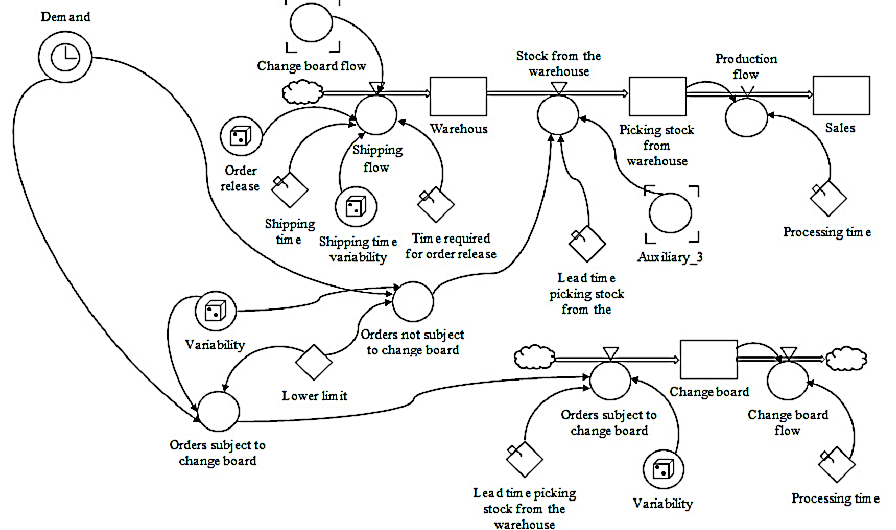 Demand
Change board flow
Stock from the
warehouse
Production
flow
Warehous
Picking stock
from
warehouse
Sales
Order
release
Shipping
flow
Shipping
time
Shipping time
variability
Time required
for order release
Auxiliary_3
Processing time
Lead time
picking stock
from the
Variability
Orders not subject
to change board
Lower limit
Orders subject to
change board
Orders subject to
change board
Change board
Change board
flow
Lead time picking
stock from the
warehouse
Variability
Processing time